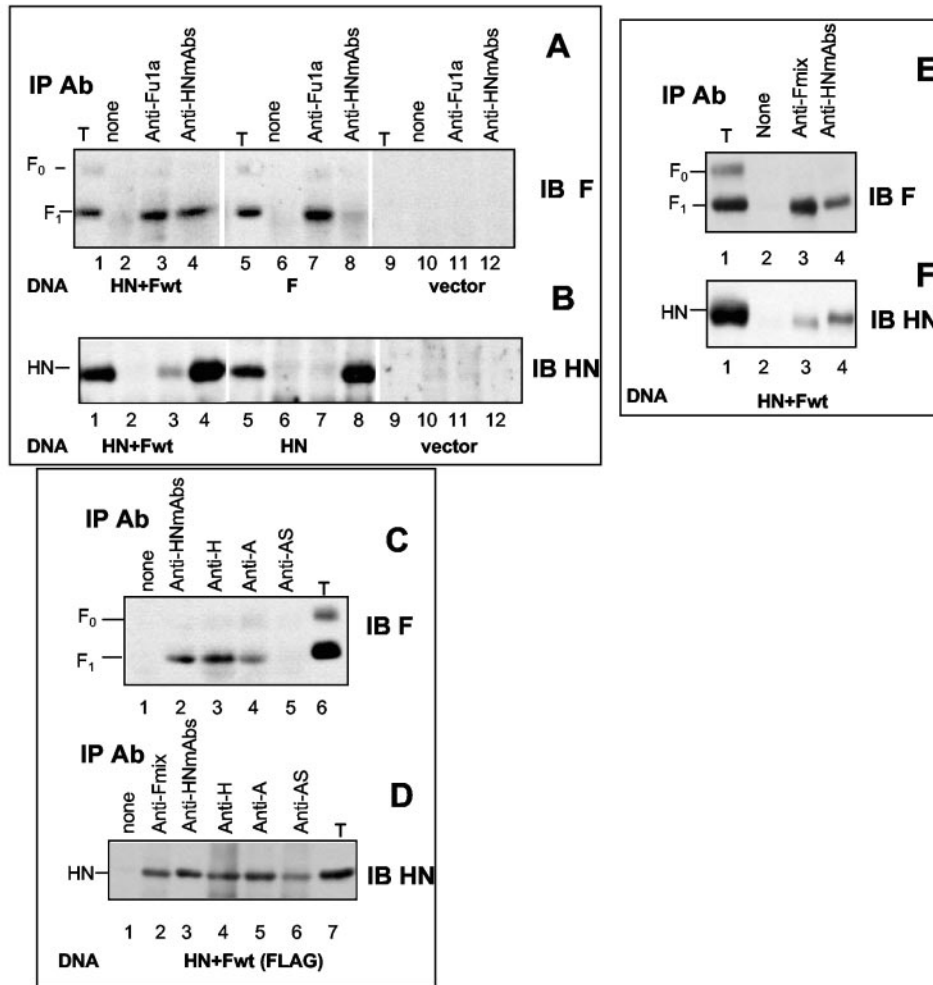 A
E
IP Ab
T
none
Anti-Fu1a
Anti-HNmAbs
T
none
Anti-Fu1a
Anti-HNmAbs
T
none
Anti-Fu1a
Anti-HNmAbs
F0
F1
IB F
1 2 3 4 5 6 7 8 9 10 11 12
DNA HN+Fwt F vector
B
HN
IB HN
1 2 3 4 5 6 7 8 9 10 11 12
DNA HN+Fwt HN vector
IP Ab
T
None
Anti-Fmix
Anti-HNmAbs
F0
F1
IB F
1 2 3 4
F
HN
IB HN
1 2 3 4
DNA HN+Fwt
IP Ab
C
none
Anti-HNmAbs
Anti-H
Anti-A
Anti-AS
T
F0
F1
IB F
1 2 3 4 5 6
IP Ab
D
none
Anti-Fmix
Anti-HNmAbs
Anti-H
Anti-A
Anti-AS
T
HN
IB HN
1 2 3 4 5 6 7
DNA HN+Fwt (FLAG)